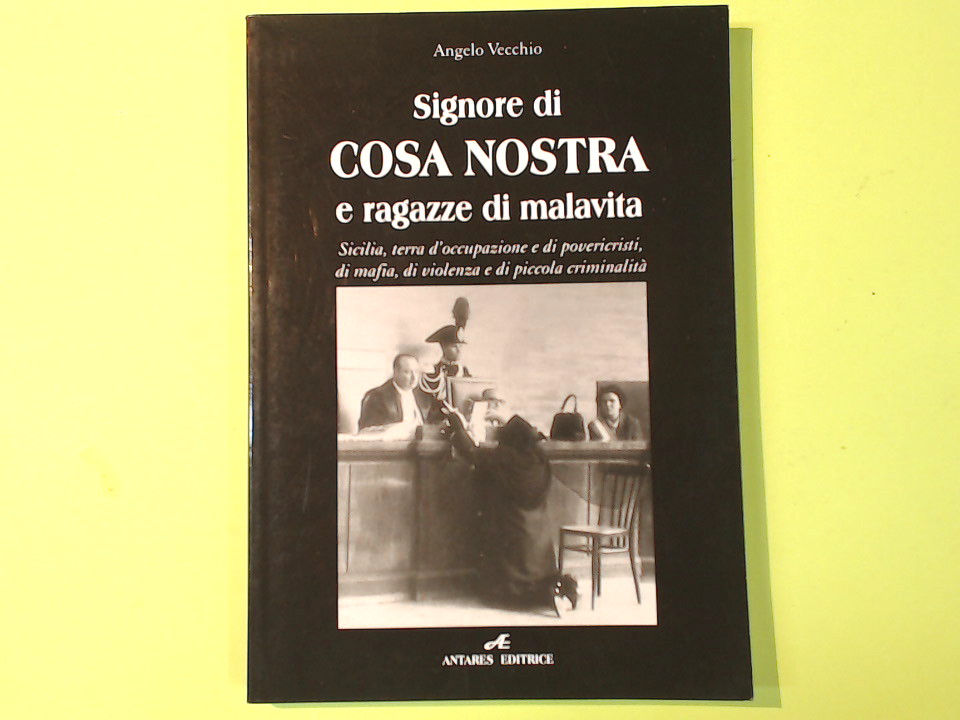 Angelo Vecchio
Signore di
COSA NOSTRA
e ragazze di malavita
Sicilia, terra d'occupazione e di povericristi,
di mafia, di violenza e di piccola criminalità
Æ
ANTARES EDITRICE